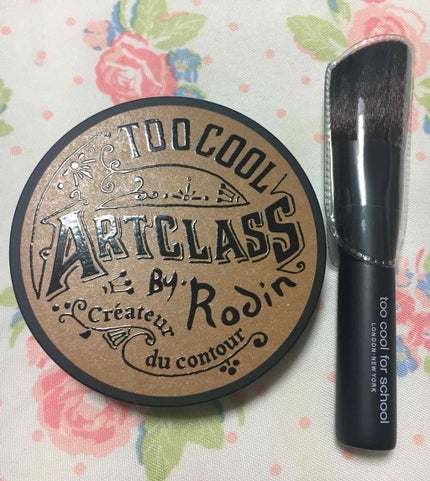 TOO COOL
ARTCLASS
By. Rodin
Créateur
du contour
too cool for school
LONDON NEW YORK